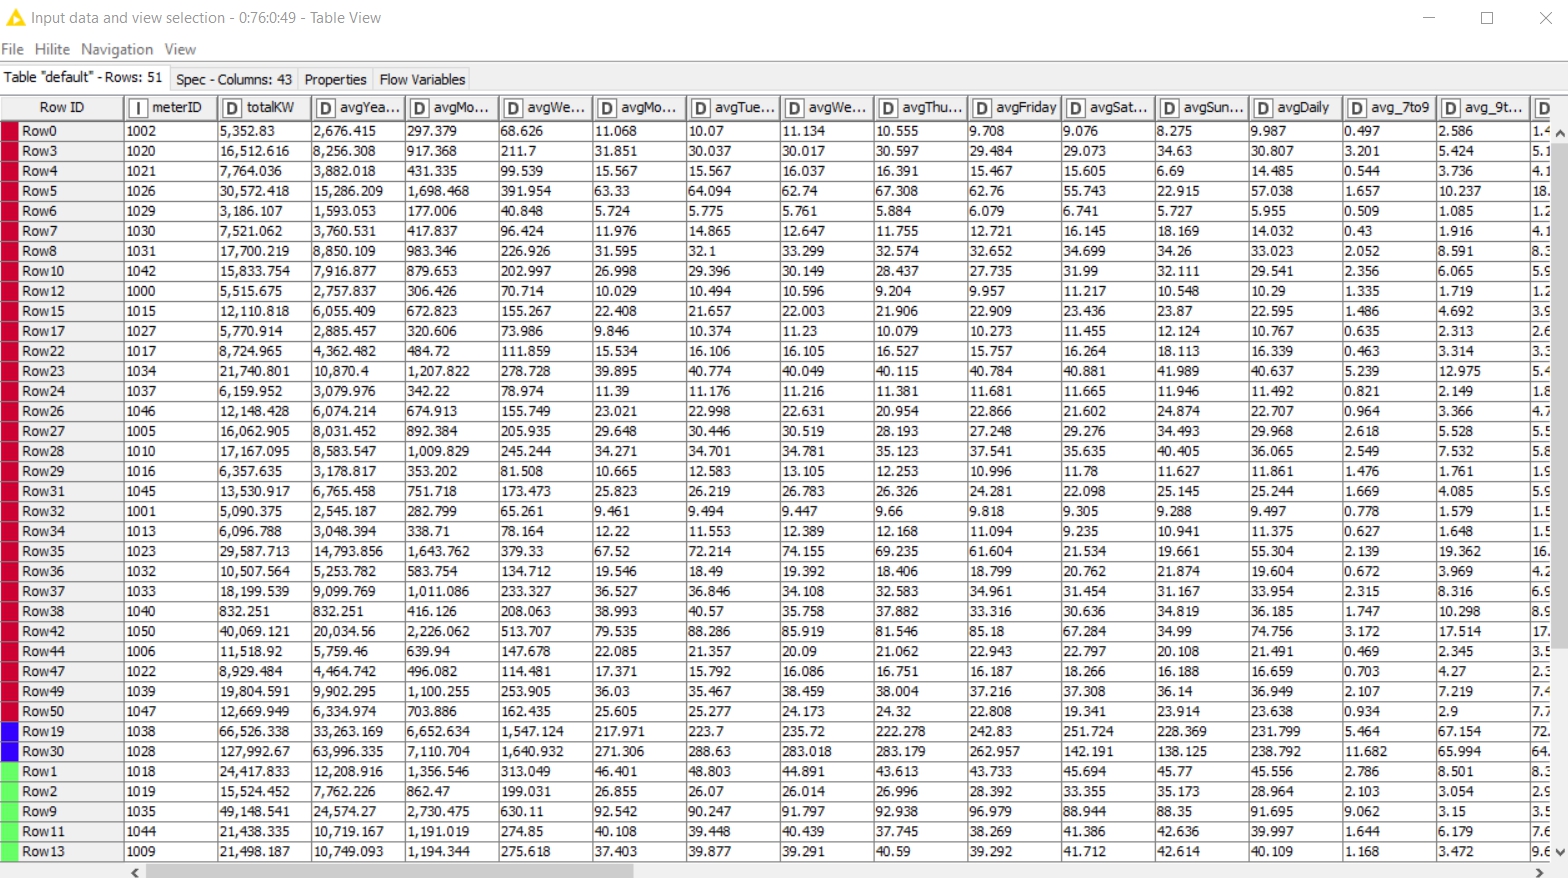 Input data and view selection - 0:76:0:49 - Table View
File Hilite Navigation View
Table "default" - Rows: 51 Spec - Columns: 43 Properties Flow Variables
Row ID I meterID D totalKW D avgYea... D avgMo... D avgWe... D avgMo... D avgTue... D avgWe... D avgThu... D avgFriday D avgSat... D avgSun... D avgDaily D avg_7to9 D avg_9t... D
Row0 1002 5,352.83 2,676.415 297.379 68.626 11.068 10.07 11.134 10.555 9.708 9.076 8.275 9.987 0.497 2.586 1.4
Row3 1020 16,512.616 8,256.308 917.368 211.7 31.851 30.037 30.017 30.597 29.484 29.073 34.63 30.807 3.201 5.424 5.1
Row4 1021 7,764.036 3,882.018 431.335 99.539 15.567 15.567 16.037 16.391 15.467 15.605 6.69 14.485 0.544 3.736 4.1
Row5 1026 30,572.418 15,286.209 1,698.468 391.954 63.33 64.094 62.74 67.308 62.76 55.743 22.915 57.038 1.657 10.237 18.
Row6 1029 3,186.107 1,593.053 177.006 40.848 5.724 5.775 5.761 5.884 6.079 6.741 5.727 5.955 0.509 1.085 1.2
Row7 1030 7,521.062 3,760.531 417.837 96.424 11.976 14.865 12.647 11.755 12.721 16.145 18.169 14.032 0.43 1.916 4.1
Row8 1031 17,700.219 8,850.109 983.346 226.926 31.595 32.1 33.299 32.574 32.652 34.699 34.26 33.023 2.052 8.591 8.3
Row10 1042 15,833.754 7,916.877 879.653 202.997 26.998 29.396 30.149 28.437 27.735 31.99 32.111 29.541 2.356 6.065 5.9
Row12 1000 5,515.675 2,757.837 306.426 70.714 10.029 10.494 10.596 9.204 9.957 11.217 10.548 10.29 1.335 1.719 1.2
Row15 1015 12,110.818 6,055.409 672.823 155.267 22.408 21.657 22.003 21.906 22.909 23.436 23.87 22.595 1.486 4.692 3.9
Row17 1027 5,770.914 2,885.457 320.606 73.986 9.846 10.374 11.23 10.079 10.273 11.455 12.124 10.767 0.635 2.313 2.6
Row22 1017 8,724.965 4,362.482 484.72 111.859 15.534 16.106 16.105 16.527 15.757 16.264 18.113 16.339 0.463 3.314 3.3
Row23 1034 21,740.801 10,870.4 1,207.822 278.728 39.895 40.774 40.049 40.115 40.784 40.881 41.989 40.637 5.239 12.975 5.4
Row24 1037 6,159.952 3,079.976 342.22 78.974 11.39 11.176 11.216 11.381 11.681 11.665 11.946 11.492 0.821 2.149 1.8
Row26 1046 12,148.428 6,074.214 674.913 155.749 23.021 22.998 22.631 20.954 22.866 21.602 24.874 22.707 0.964 3.366 4.7
Row27 1005 16,062.905 8,031.452 892.384 205.935 29.648 30.446 30.519 28.193 27.248 29.276 34.493 29.968 2.618 5.528 5.5
Row28 1010 17,167.095 8,583.547 1,009.829 245.244 34.271 34.701 34.781 35.123 37.541 35.635 40.405 36.065 2.549 7.532 5.8
Row29 1016 6,357.635 3,178.817 353.202 81.508 10.665 12.583 13.105 12.253 10.996 11.78 11.627 11.861 1.476 1.761 1.9
Row31 1045 13,530.917 6,765.458 751.718 173.473 25.823 26.219 26.783 26.326 24.281 22.098 25.145 25.244 1.669 4.085 5.9
Row32 1001 5,090.375 2,545.187 282.799 65.261 9.461 9.494 9.447 9.66 9.818 9.305 9.288 9.497 0.778 1.579 1.5
Row34 1013 6,096.788 3,048.394 338.71 78.164 12.22 11.553 12.389 12.168 11.094 9.235 10.941 11.375 0.627 1.648 1.5
Row35 1023 29,587.713 14,793.856 1,643.762 379.33 67.52 72.214 74.155 69.235 61.604 21.534 19.661 55.304 2.139 19.362 16.
Row36 1032 10,507.564 5,253.782 583.754 134.712 19.546 18.49 19.392 18.406 18.799 20.762 21.874 19.604 0.672 3.969 4.2
Row37 1033 18,199.539 9,099.769 1,011.086 233.327 36.527 36.846 34.108 32.583 34.961 31.454 31.167 33.954 2.315 8.316 6.9
Row38 1040 832.251 832.251 416.126 208.063 38.993 40.57 35.758 37.882 33.316 30.636 34.819 36.185 1.747 10.298 8.9
Row42 1050 40,069.121 20,034.56 2,226.062 513.707 79.535 88.286 85.919 81.546 85.18 67.284 34.99 74.756 3.172 17.514 17.
Row44 1006 11,518.92 5,759.46 639.94 147.678 22.085 21.357 20.09 21.062 22.943 22.797 20.108 21.491 0.469 2.345 3.5
Row47 1022 8,929.484 4,464.742 496.082 114.481 17.371 15.792 16.086 16.751 16.187 18.266 16.188 16.659 0.703 4.27 2.3
Row49 1039 19,804.591 9,902.295 1,100.255 253.905 36.03 35.467 38.459 38.004 37.216 37.308 36.14 36.949 2.107 7.219 7.4
Row50 1047 12,669.949 6,334.974 703.886 162.435 25.605 25.277 24.173 24.32 22.808 19.341 23.914 23.638 0.934 2.9 7.7
Row19 1038 66,526.338 33,263.169 6,652.634 1,547.124 217.971 223.7 235.72 222.278 242.83 251.724 228.369 231.799 5.464 67.154 72.
Row30 1028 127,992.67 63,996.335 7,110.704 1,640.932 271.306 288.63 283.018 283.179 262.957 142.191 138.125 238.792 11.682 65.994 64.
Row1 1018 24,417.833 12,208.916 1,356.546 313.049 46.401 48.803 44.891 43.613 43.733 45.694 45.77 45.556 2.786 8.501 8.3
Row2 1019 15,524.452 7,762.226 862.47 199.031 26.855 26.07 26.014 26.996 28.392 33.355 35.173 28.964 2.103 3.054 2.9
Row9 1035 49,148.541 24,574.27 2,730.475 630.11 92.542 90.247 91.797 92.938 96.979 88.944 88.35 91.695 9.062 3.15 3.5
Row11 1044 21,438.335 10,719.167 1,191.019 274.85 40.108 39.448 40.439 37.745 38.269 41.386 42.636 39.997 1.644 6.179 7.6
Row13 1009 21,498.187 10,749.093 1,194.344 275.618 37.403 39.877 39.291 40.59 39.292 41.712 42.614 40.109 1.168 3.472 9.6